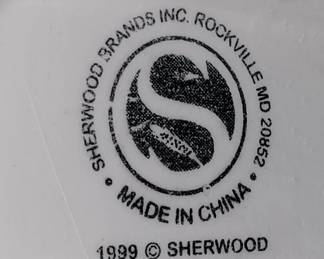 SHERWOOD BRANDS INC. ROCKVILLE MD 20852
S
• MADE IN CHINA •
1999 © SHERWOOD